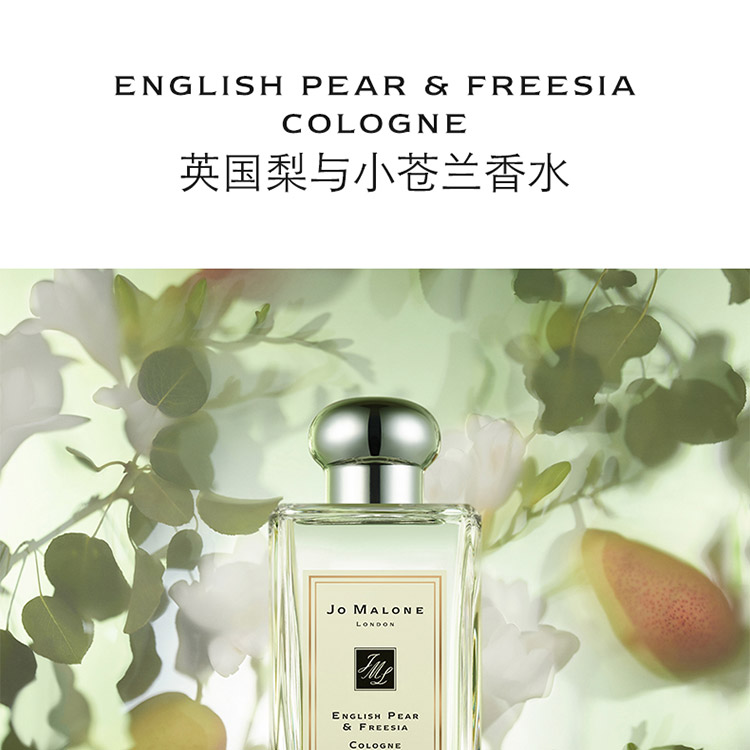 ENGLISH PEAR & FREESIA
COLOGNE
英国梨与小苍兰香水
JO MALONE
LONDON
JML
ENGLISH PEAR
& FREESIA
COLOGNE